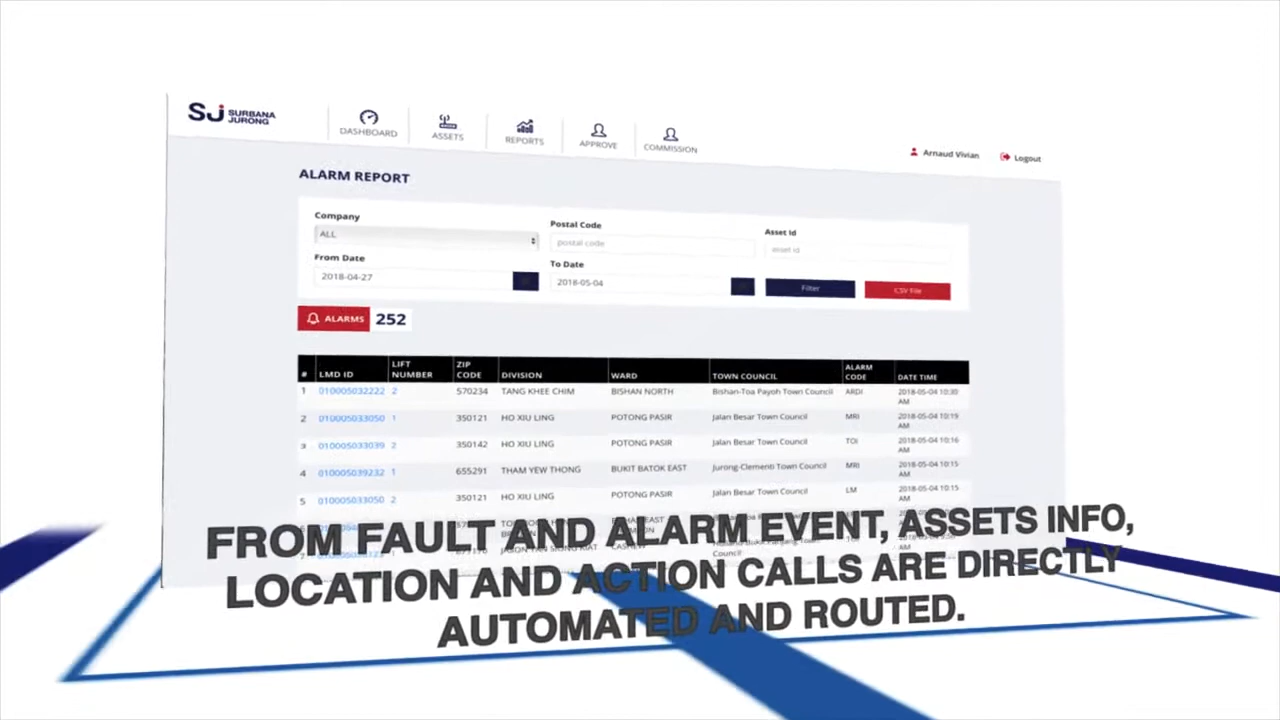 SJ SURBANA JURONG
DASHBOARD ASSETS REPORTS APPROVE COMMISSION
Arnaud Vivian Logout
ALARM REPORT
Company Postal Code Asset Id
ALL postal code asset id
From Date To Date
2018-04-27 2018-05-04 Filter CSV File
ALARMS 252
# LMD ID LIFT NUMBER ZIP CODE DIVISION WARD TOWN COUNCIL ALARM CODE DATE TIME
1 010005032222 2 570234 TANG KHEE CHIM BISHAN NORTH Bishan-Toa Payoh Town Council ARDI 2018-05-04 10:30 AM
2 010005033050 1 350121 HO XIU LING POTONG PASIR Jalan Besar Town Council MRI 2018-05-04 10:19 AM
3 010005033039 2 350142 HO XIU LING POTONG PASIR Jalan Besar Town Council TOI 2018-05-04 10:16 AM
4 010005039232 1 655291 THAM YEW THONG BUKIT BATOK EAST Jurong-Clementi Town Council MRI 2018-05-04 10:15 AM
5 010005033050 2 350121 HO XIU LING POTONG PASIR Jalan Besar Town Council LM 2018-05-04 10:15 AM
FROM FAULT AND ALARM EVENT, ASSETS INFO,
LOCATION AND ACTION CALLS ARE DIRECTLY
AUTOMATED AND ROUTED.